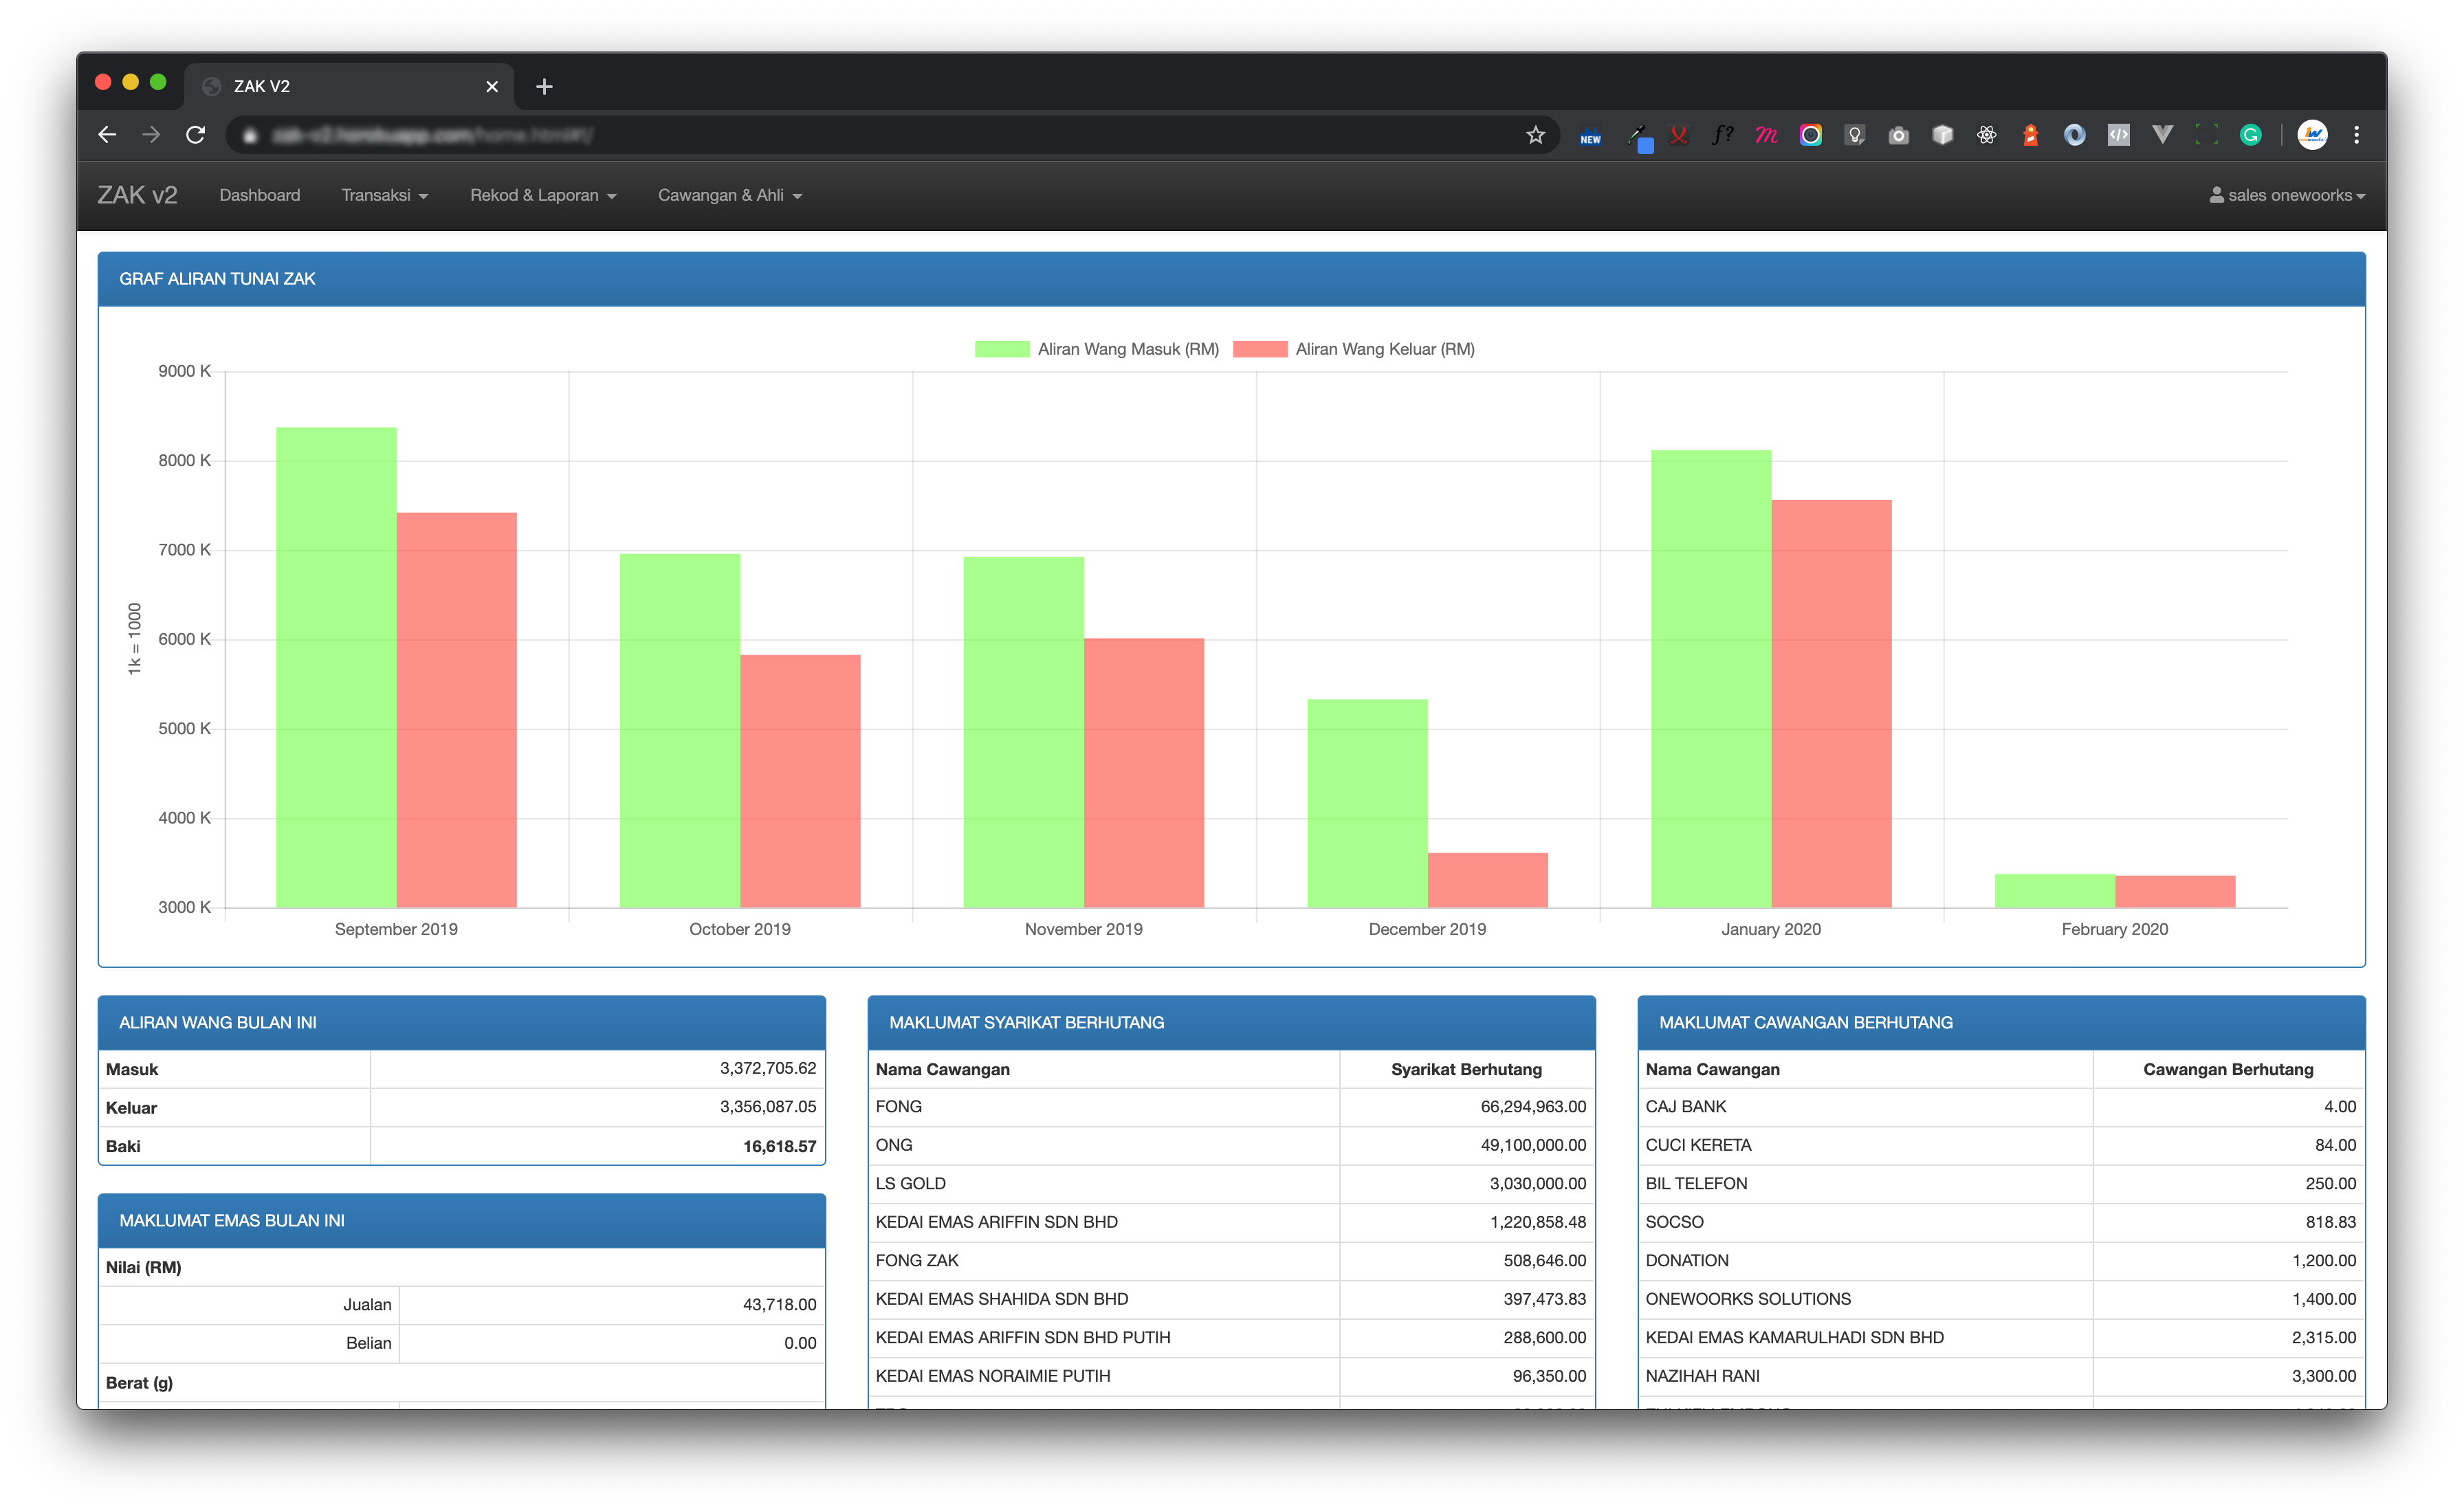 ZAK V2
NEW
ZAK v2 Dashboard Transaksi Rekod & Laporan Cawangan & Ahli sales onewoorks
GRAF ALIRAN TUNAI ZAK
Aliran Wang Masuk (RM) Aliran Wang Keluar (RM)
9000 K
8000 K
7000 K
6000 K
5000 K
4000 K
3000 K
1k = 1000
September 2019 October 2019 November 2019 December 2019 January 2020 February 2020
ALIRAN WANG BULAN INI
Masuk 3,372,705.62
Keluar 3,356,087.05
Baki 16,618.57
MAKLUMAT EMAS BULAN INI
Nilai (RM)
Jualan 43,718.00
Belian 0.00
Berat (g)
MAKLUMAT SYARIKAT BERHUTANG
Nama Cawangan Syarikat Berhutang
FONG 66,294,963.00
ONG 49,100,000.00
LS GOLD 3,030,000.00
KEDAI EMAS ARIFFIN SDN BHD 1,220,858.48
FONG ZAK 508,646.00
KEDAI EMAS SHAHIDA SDN BHD 397,473.83
KEDAI EMAS ARIFFIN SDN BHD PUTIH 288,600.00
KEDAI EMAS NORAIMIE PUTIH 96,350.00
MAKLUMAT CAWANGAN BERHUTANG
Nama Cawangan Cawangan Berhutang
CAJ BANK 4.00
CUCI KERETA 84.00
BIL TELEFON 250.00
SOCSO 818.83
DONATION 1,200.00
ONEWOORKS SOLUTIONS 1,400.00
KEDAI EMAS KAMARULHADI SDN BHD 2,315.00
NAZIHAH RANI 3,300.00